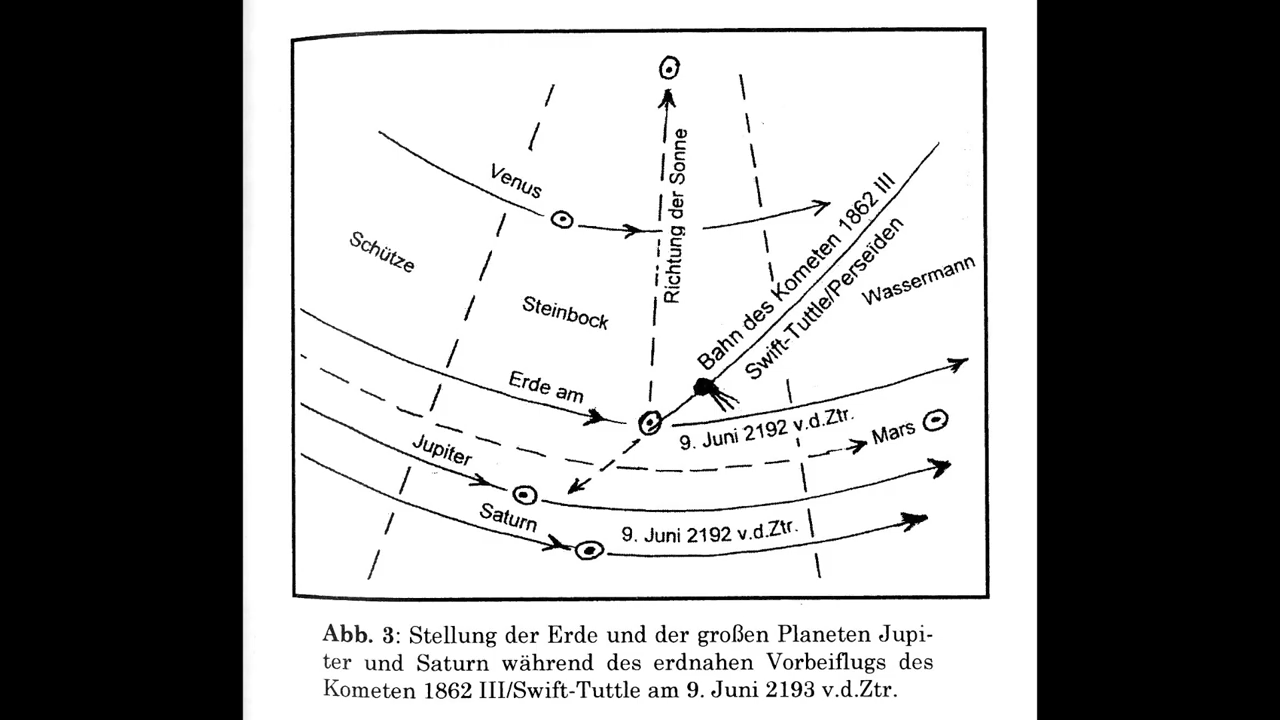 Venus
Richtung der Sonne
Schütze
Steinbock
Bahn des Kometen 1862 III
Swift-Tuttle/Perseïden
Wassermann
Erde am
9. Juni 2192 v.d.Ztr.
Mars
Jupiter
Saturn
9. Juni 2192 v.d.Ztr.
Abb. 3: Stellung der Erde und der großen Planeten Jupi-
ter und Saturn während des erdnahen Vorbeiflugs des
Kometen 1862 III/Swift-Tuttle am 9. Juni 2193 v.d.Ztr.